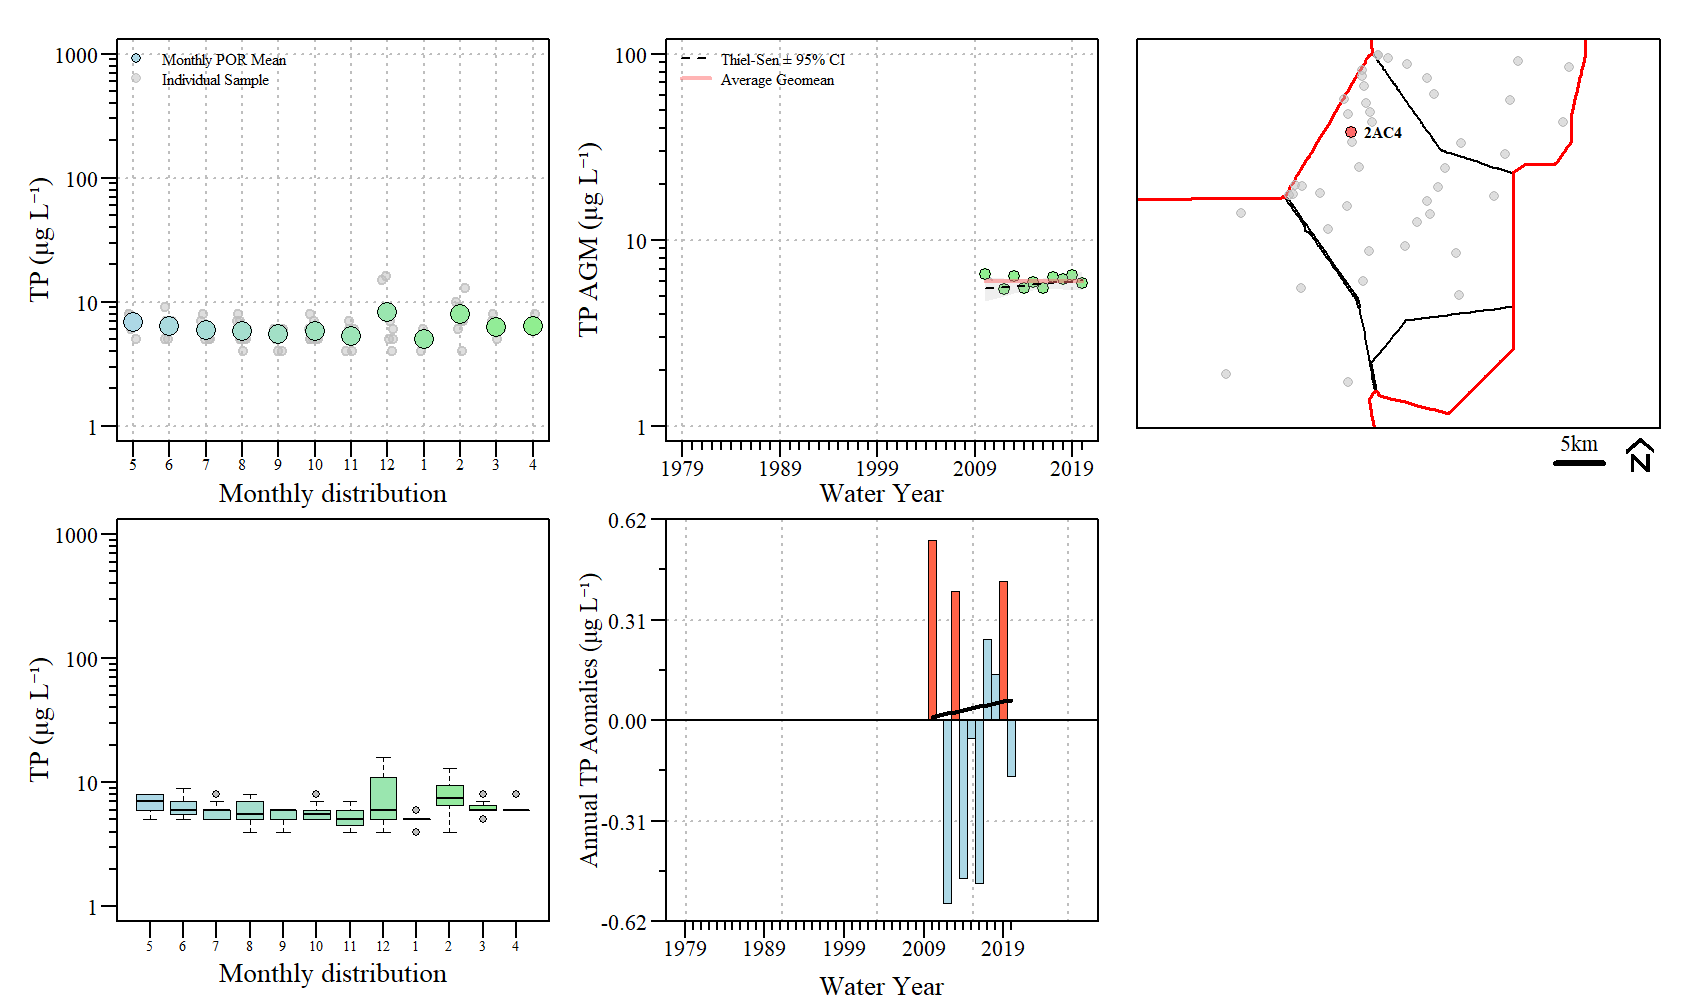 TP (µg L⁻¹)
1000
100
10
1
Monthly POR Mean
Individual Sample
5 6 7 8 9 10 11 12 1 2 3 4
Monthly distribution
TP AGM (µg L⁻¹)
100
10
1
Thiel-Sen ± 95% CI
Average Geomean
1979 1989 1999 2009 2019
Water Year
2AC4
5km
N
TP (µg L⁻¹)
1000
100
10
1
5 6 7 8 9 10 11 12 1 2 3 4
Monthly distribution
Annual TP Aomalies (µg L⁻¹)
0.62
0.31
0.00
-0.31
-0.62
1979 1989 1999 2009 2019
Water Year